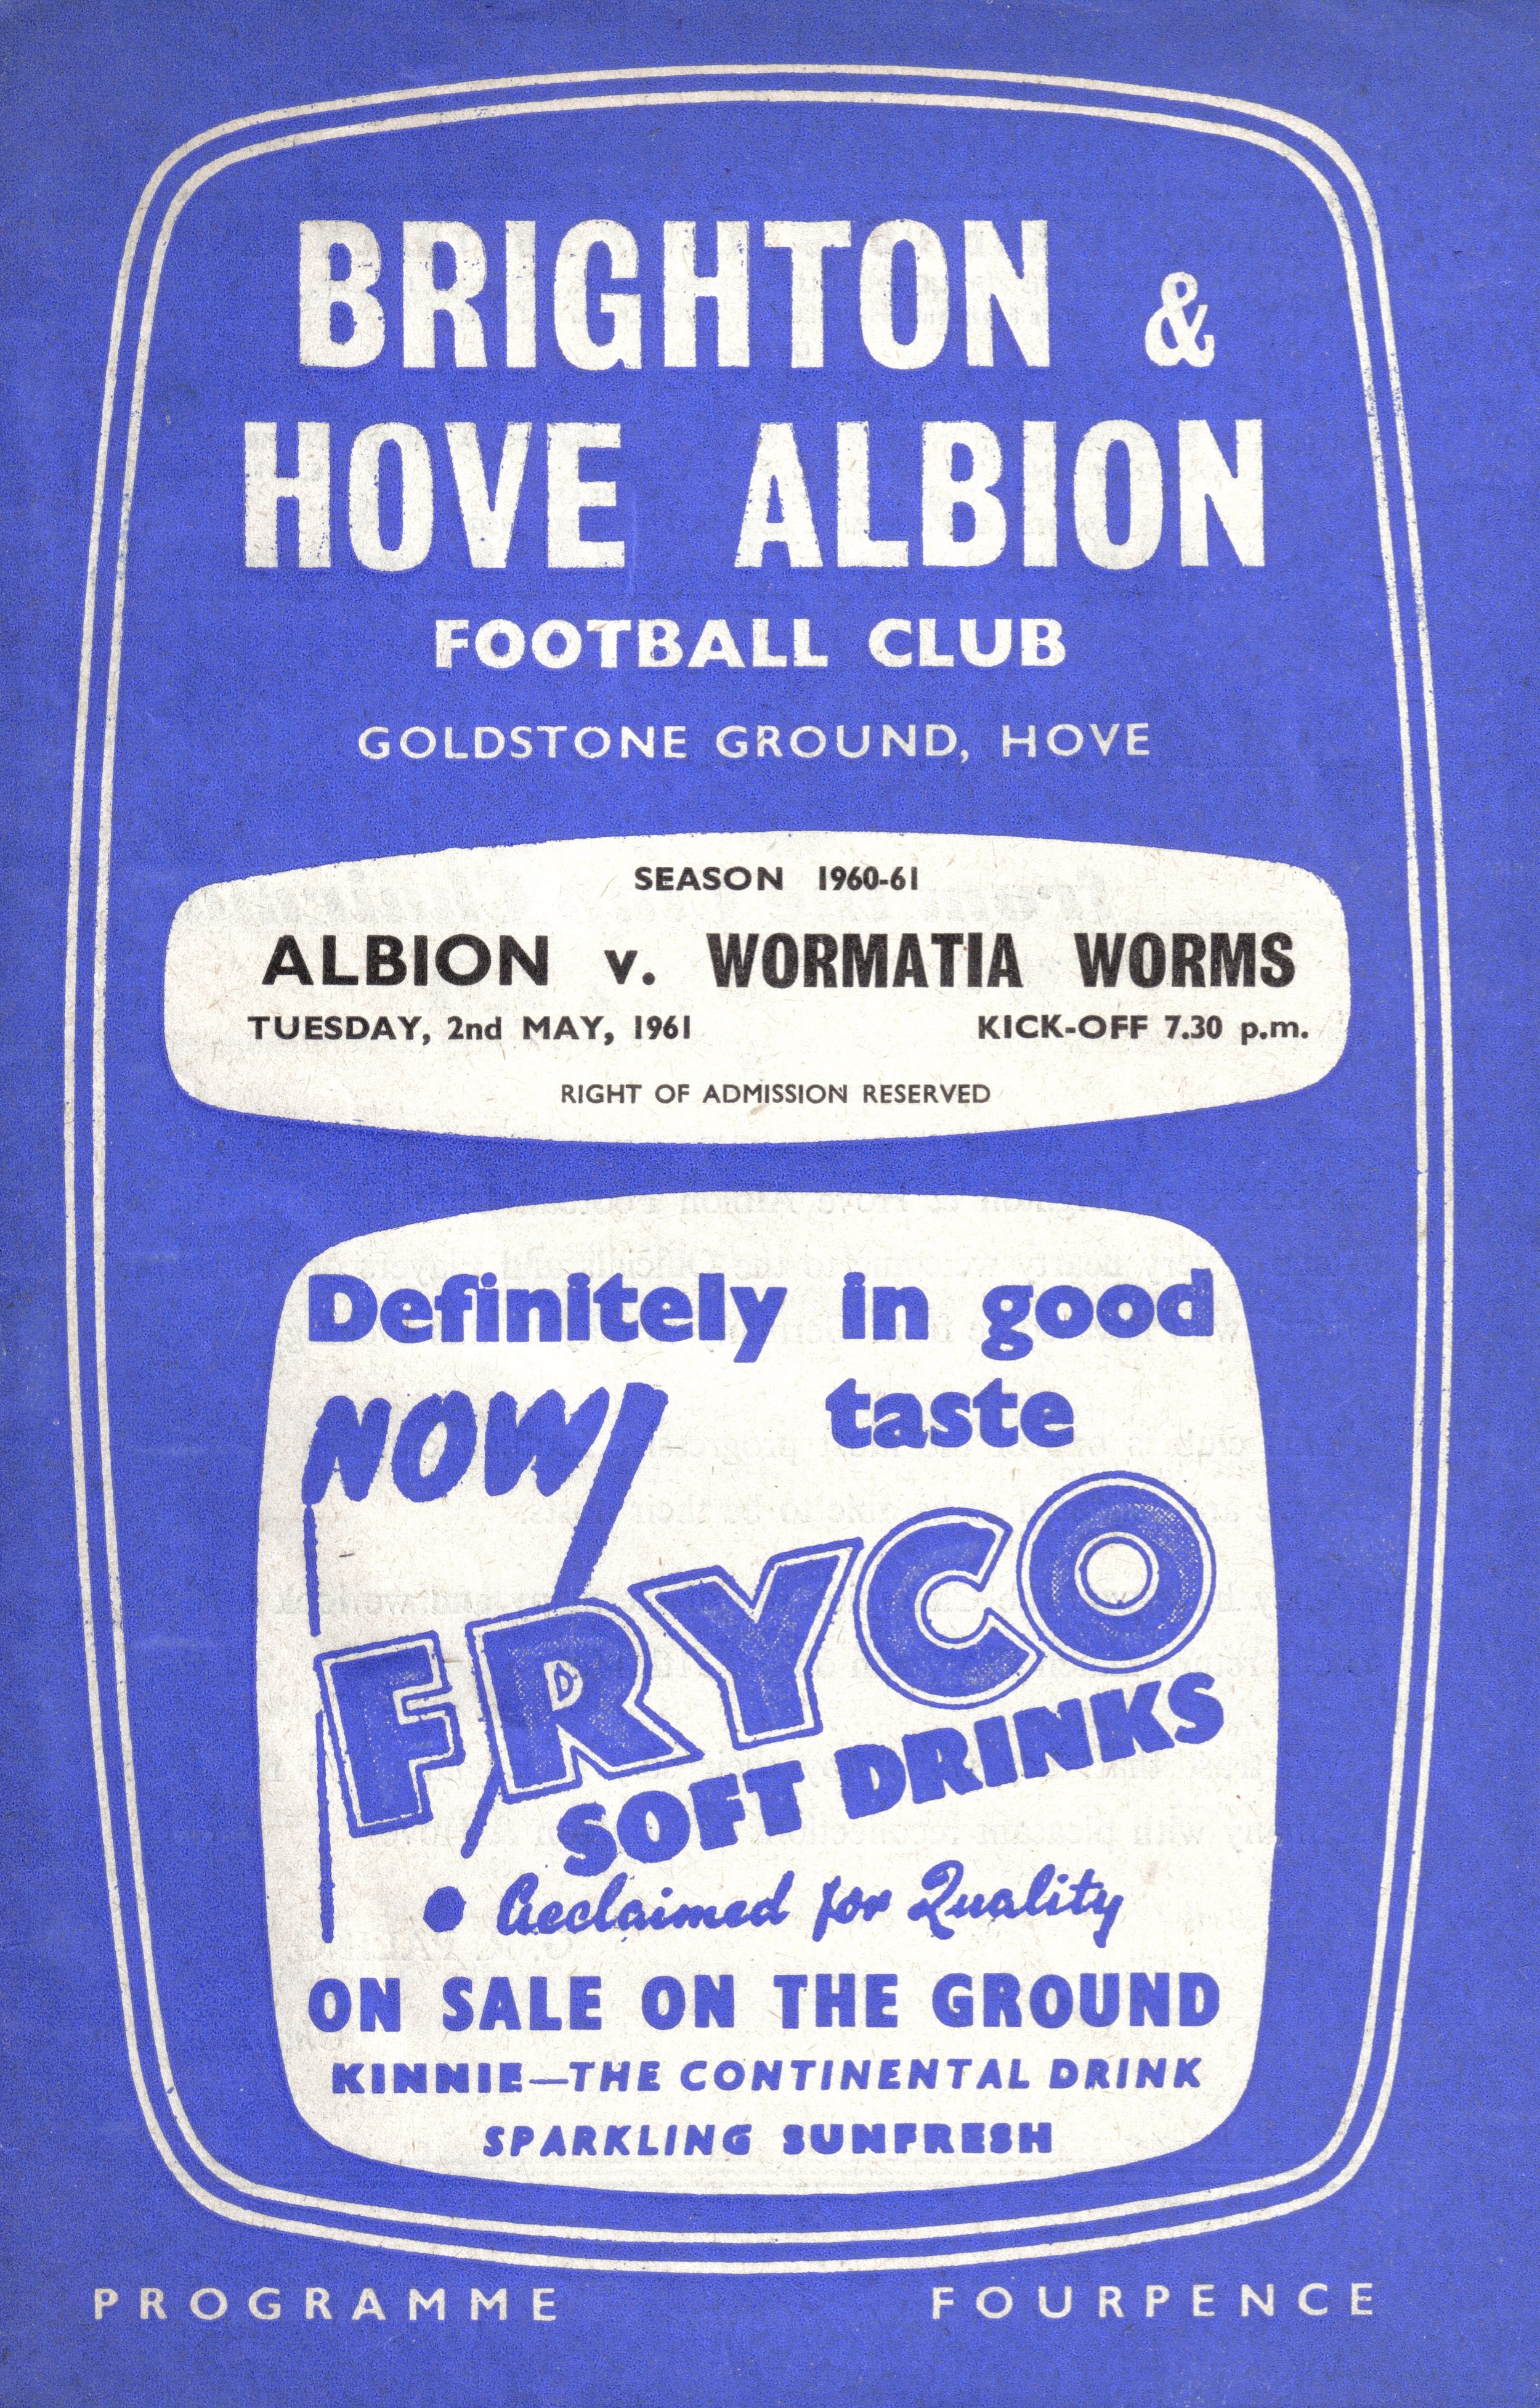 BRIGHTON &
HOVE ALBION
FOOTBALL CLUB
GOLDSTONE GROUND, HOVE
SEASON 1960-61
ALBION v. WORMATIA WORMS
TUESDAY, 2nd MAY, 1961 KICK-OFF 7.30 p.m.
RIGHT OF ADMISSION RESERVED
Definitely in good
taste
NOW
FRYCO
SOFT DRINKS
• Acclaimed for Quality
ON SALE ON THE GROUND
KINNIE—THE CONTINENTAL DRINK
SPARKLING SUNFRESH
PROGRAMME FOURPENCE